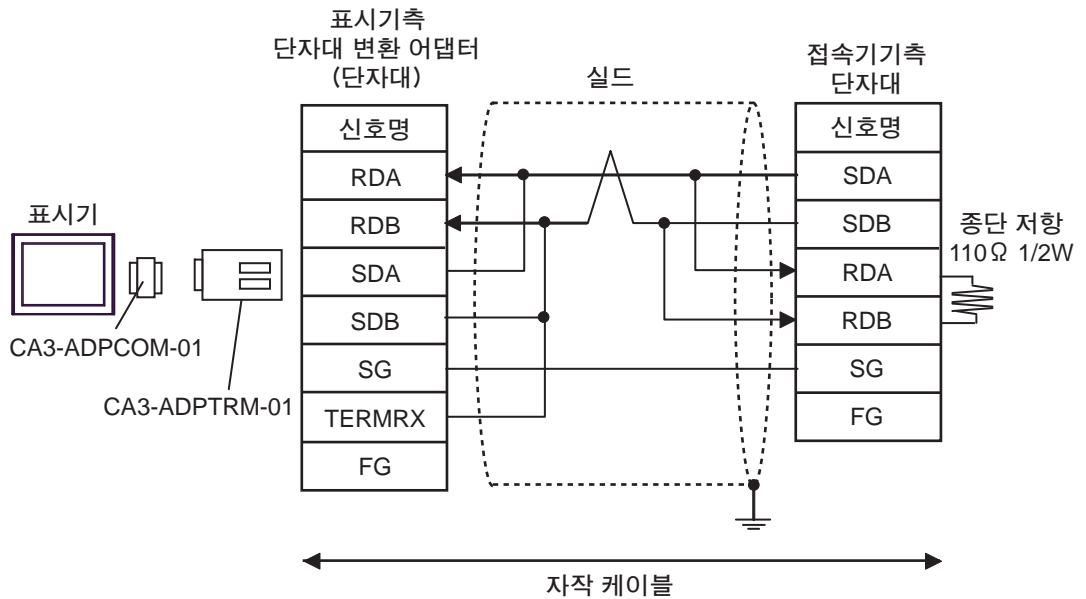 표시기측
단자대 변환 어댑터
(단자대)
실드
접속기기측
단자대
신호명
RDA
RDB
SDA
SDB
SG
TERMRX
FG
신호명
SDA
SDB
RDA
RDB
SG
FG
종단 저항
110Ω 1/2W
표시기
CA3-ADPCOM-01
CA3-ADPTRM-01
자작 케이블